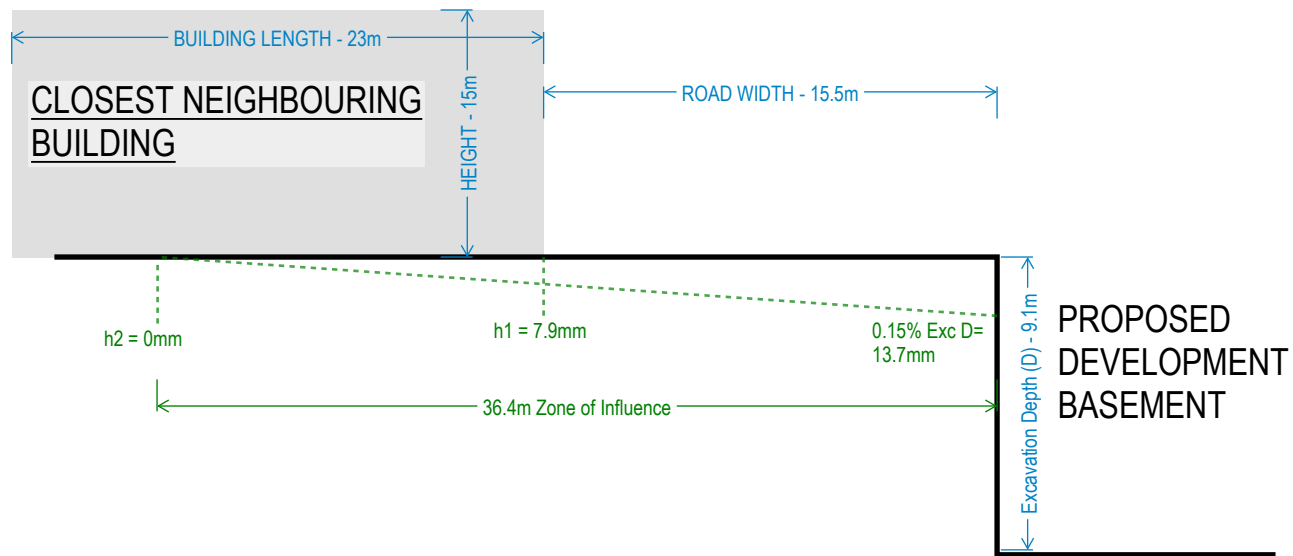 BUILDING LENGTH - 23m
CLOSEST NEIGHBOURING
BUILDING
HEIGHT - 15m
ROAD WIDTH - 15.5m
h2 = 0mm
h1 = 7.9mm
0.15% Exc D=
13.7mm
36.4m Zone of Influence
Excavation Depth (D) - 9.1m
PROPOSED
DEVELOPMENT
BASEMENT